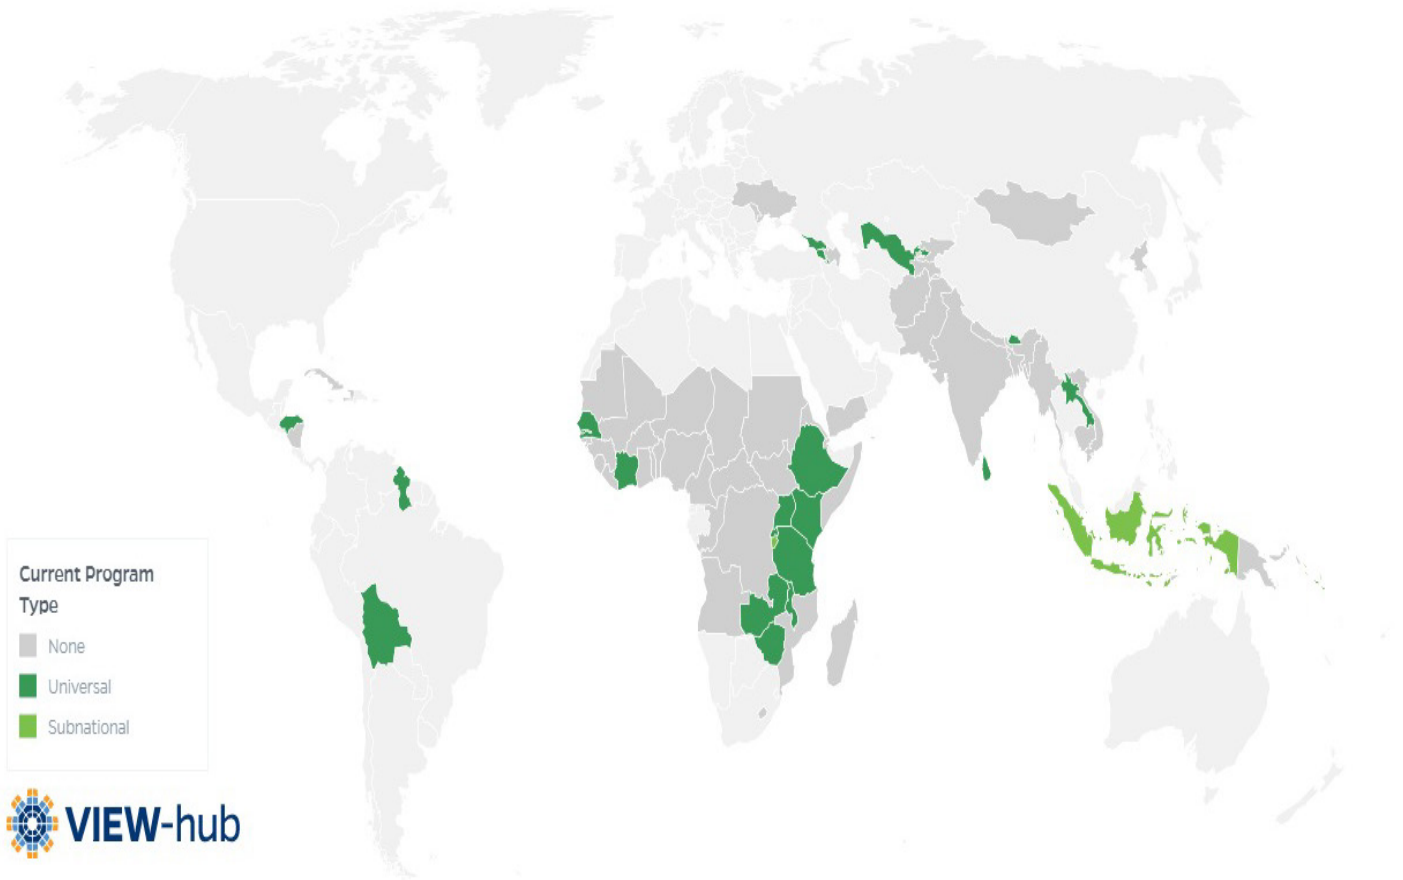 Current Program
Type
None
Universal
Subnational
VIEW-hub